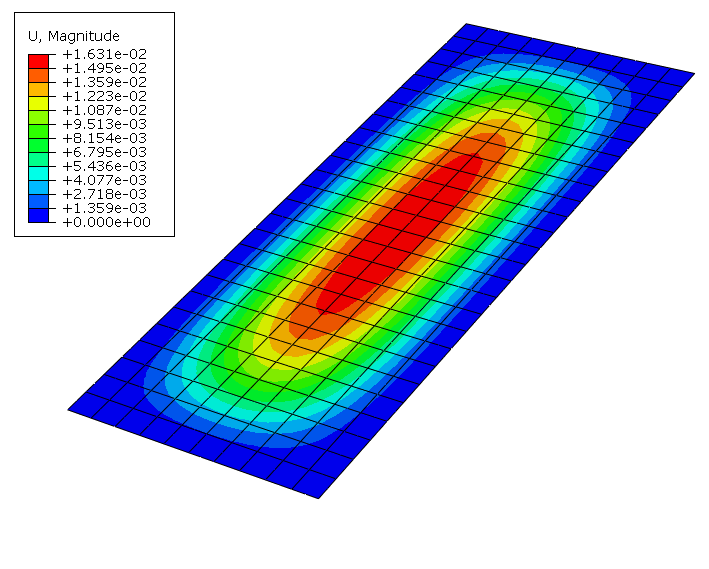 U, Magnitude
+1.631e-02
+1.495e-02
+1.359e-02
+1.223e-02
+1.087e-02
+9.513e-03
+8.154e-03
+6.795e-03
+5.436e-03
+4.077e-03
+2.718e-03
+1.359e-03
+0.000e+00